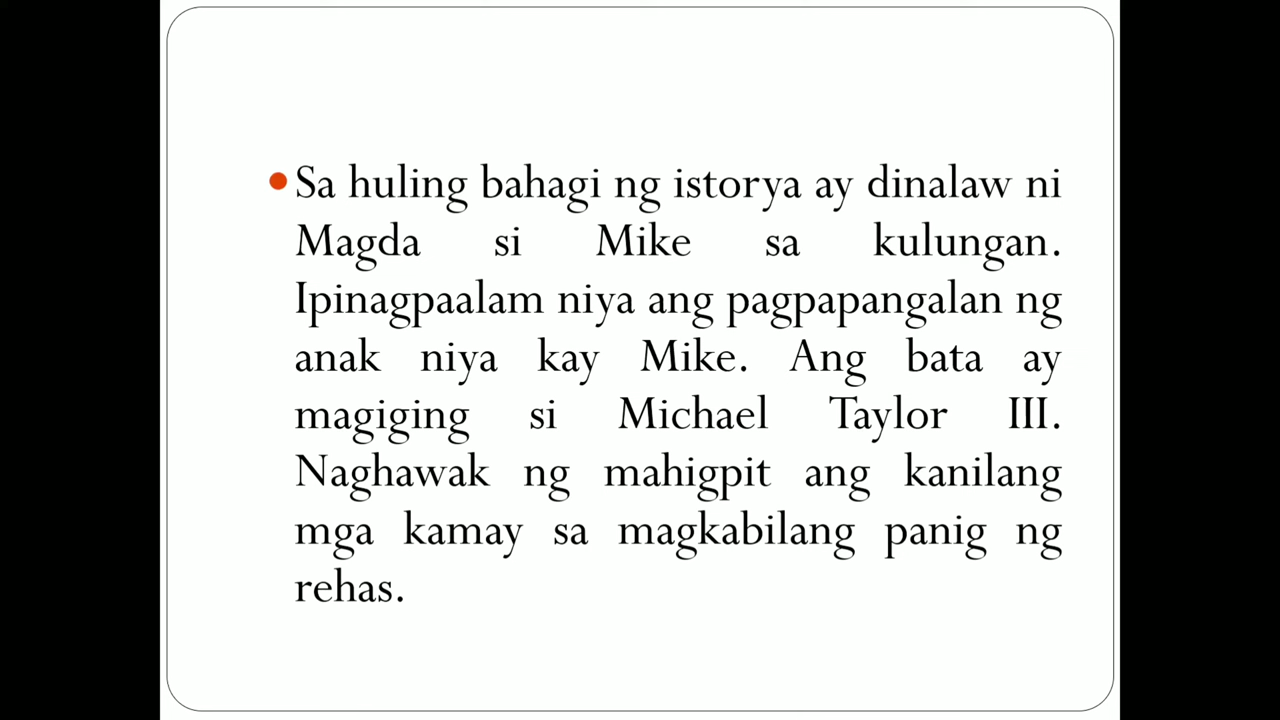 Sa huling bahagi ng istorya ay dinalaw ni
Magda si Mike sa kulungan.
Ipinagpaalam niya ang pagpapangalan ng
anak niya kay Mike. Ang bata ay
magiging si Michael Taylor III.
Naghawak ng mahigpit ang kanilang
mga kamay sa magkabilang panig ng
rehas.